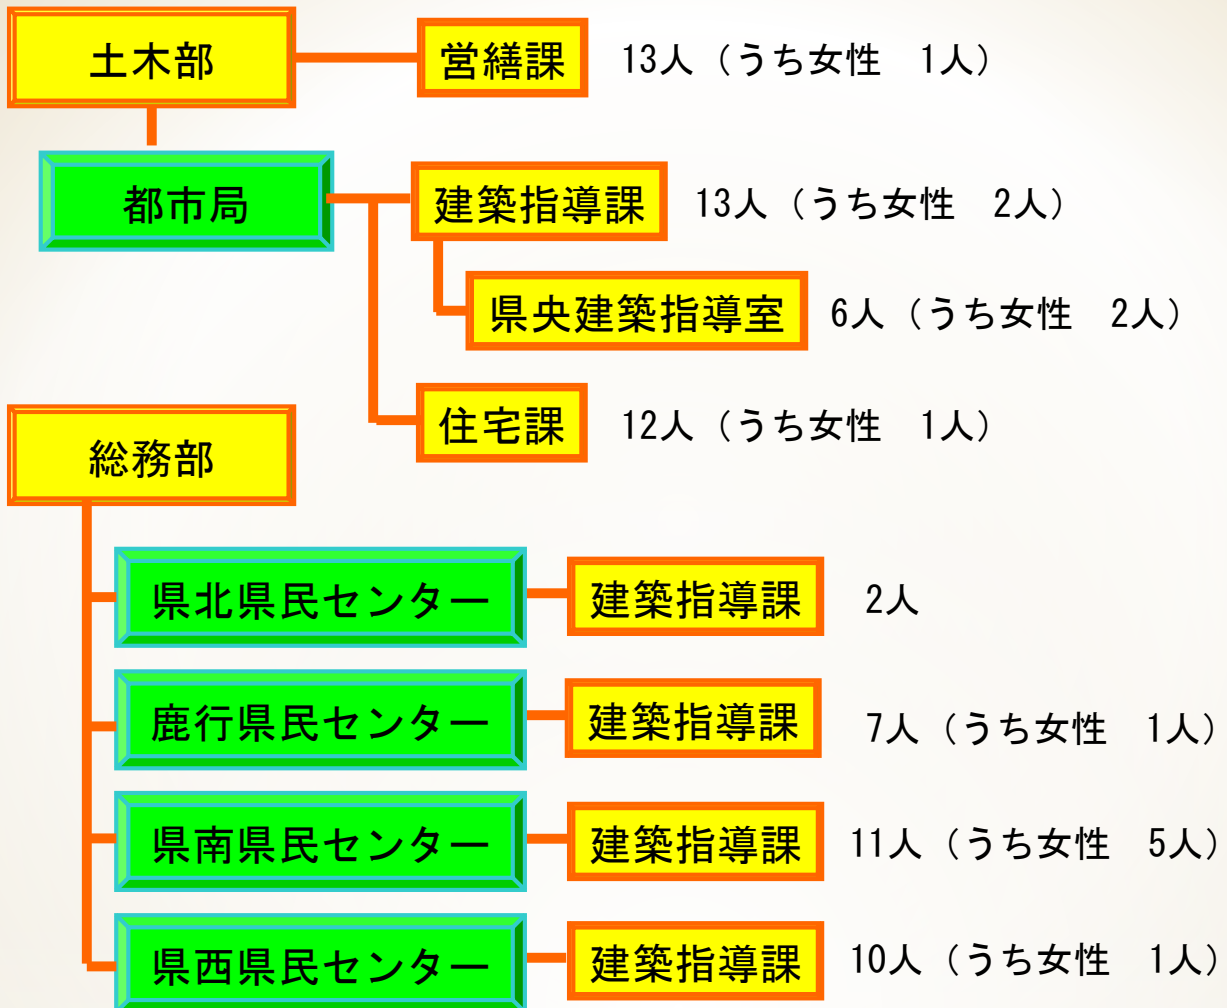 土木部 営繕課 13人（うち女性　1人）
都市局 建築指導課 13人（うち女性　2人）
県央建築指導室 6人（うち女性　2人）
住宅課 12人（うち女性　1人）
総務部
県北県民センター 建築指導課 2人
鹿行県民センター 建築指導課 7人（うち女性　1人）
県南県民センター 建築指導課 11人（うち女性　5人）
県西県民センター 建築指導課 10人（うち女性　1人）